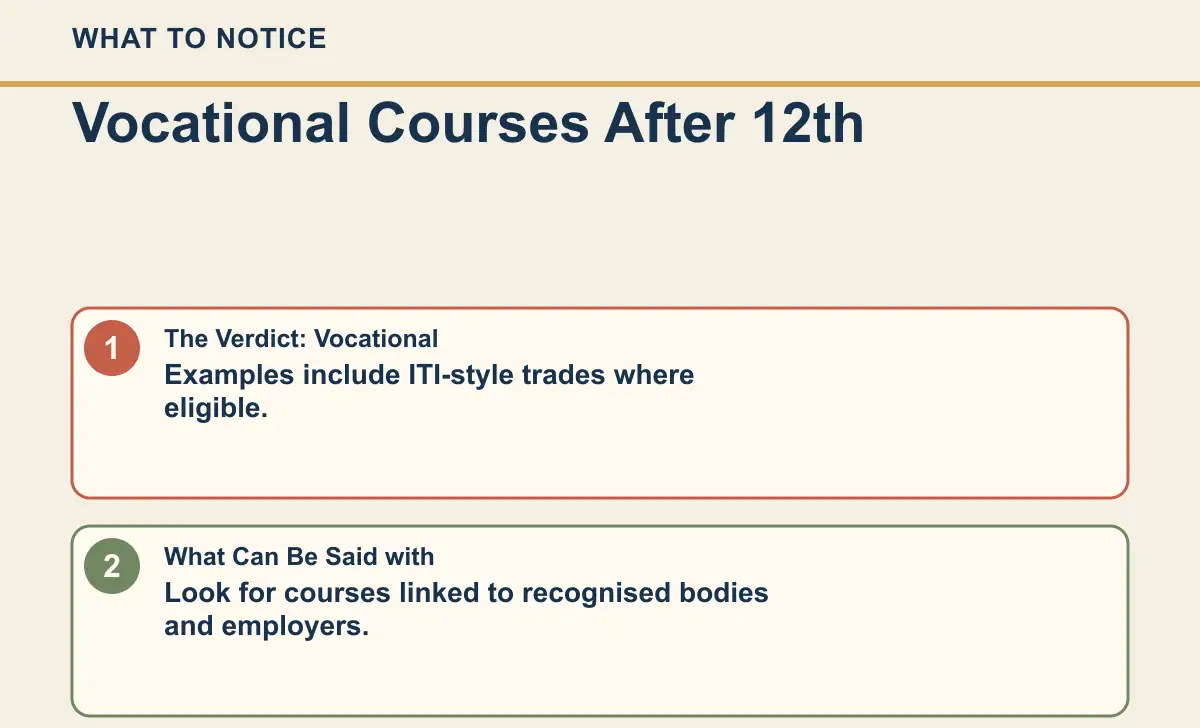 WHAT TO NOTICE
Vocational Courses After 12th
1
The Verdict: Vocational
Examples include ITI-style trades where
eligible.
2
What Can Be Said with
Look for courses linked to recognised bodies
and employers.